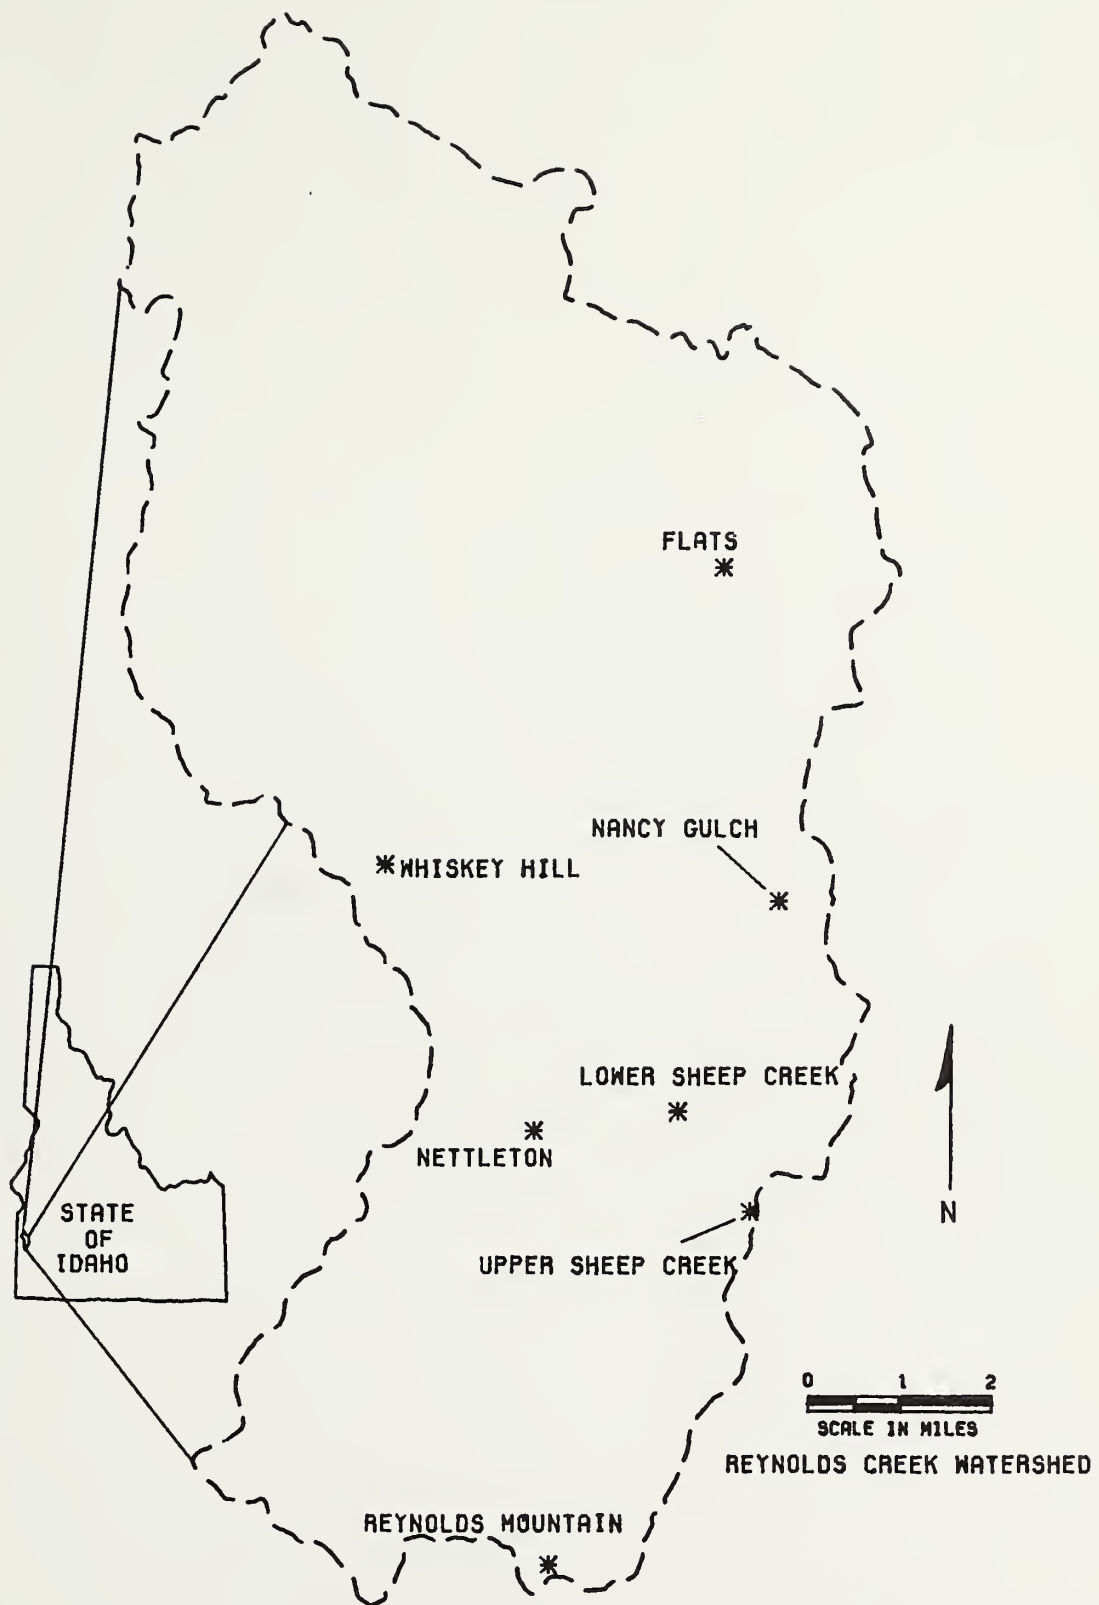 FLATS
NANCY GULCH
WHISKEY HILL
LOWER SHEEP CREEK
NETTLETON
STATE
OF
IDAHO
N
UPPER SHEEP CREEK
0 1 2
SCALE IN MILES
REYNOLDS CREEK WATERSHED
REYNOLDS MOUNTAIN